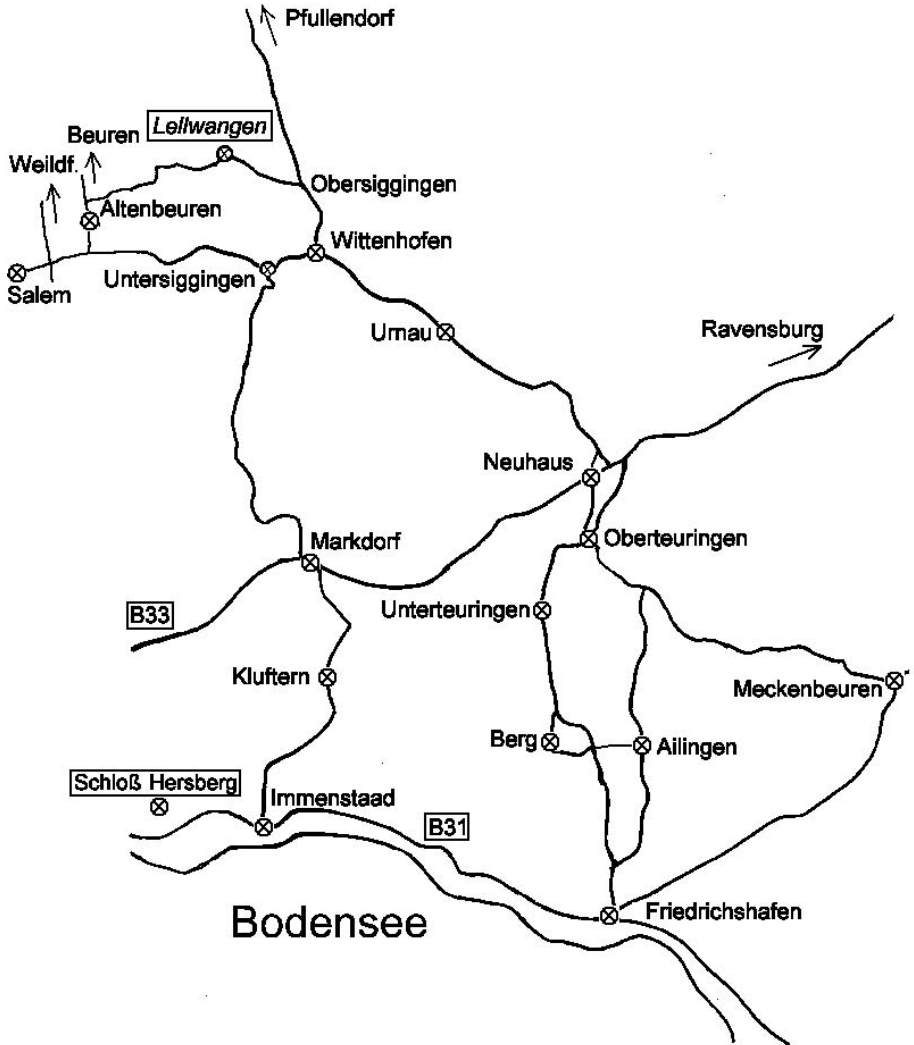 Pfullendorf
Lellwangen
Beuren
Weildf.
Obersiggingen
Altenbeuren
Wittenhofen
Untersiggingen
Salem
Urnau
Ravensburg
Neuhaus
Markdorf
Oberteuringen
B33
Unterteuringen
Kluftern
Meckenbeuren
Berg
Ailingen
Schloß Hersberg
Immenstaad
B31
Friedrichshafen
Bodensee